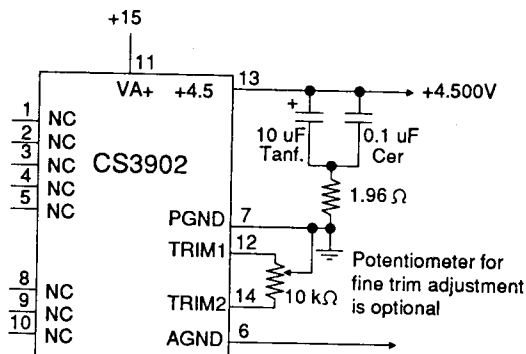 +15
11
13
VA+ +4.5
+4.500V
1 NC
2 NC
3 NC
4 NC
5 NC
CS3902
+
10 uF
Tanf.
0.1 uF
Cer
1.96 Ω
PGND 7
TRIM1 12
10 kΩ
TRIM2 14
Potentiometer for
fine trim adjustment
is optional
8 NC
9 NC
10 NC
AGND 6